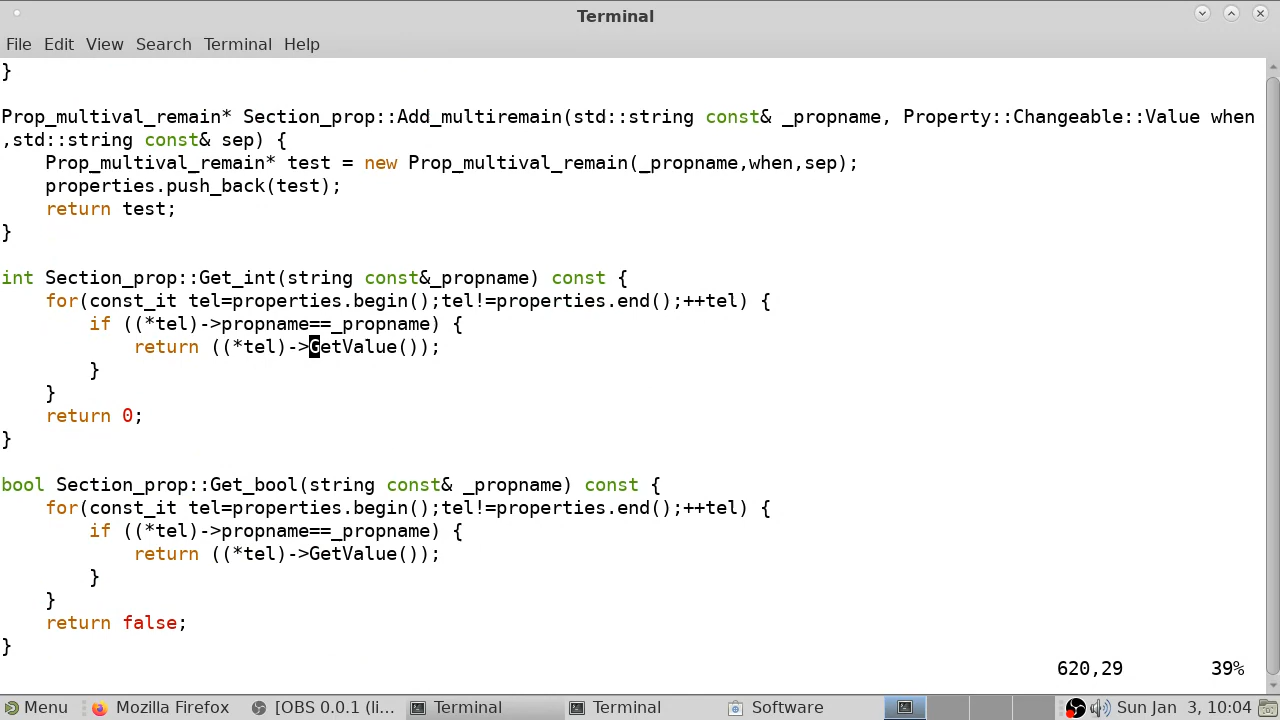 Terminal
File Edit View Search Terminal Help
}
Prop_multival_remain* Section_prop::Add_multiremain(std::string const& _propname, Property::Changeable::Value when
,std::string const& sep) {
    Prop_multival_remain* test = new Prop_multival_remain(_propname,when,sep);
    properties.push_back(test);
    return test;
}
int Section_prop::Get_int(string const&_propname) const {
    for(const_it tel=properties.begin();tel!=properties.end();++tel) {
        if ((*tel)->propname==_propname) {
            return ((*tel)->GetValue());
        }
    }
    return 0;
}
bool Section_prop::Get_bool(string const& _propname) const {
    for(const_it tel=properties.begin();tel!=properties.end();++tel) {
        if ((*tel)->propname==_propname) {
            return ((*tel)->GetValue());
        }
    }
    return false;
}
620,29 39%
Menu Mozilla Firefox [OBS 0.0.1 (li... Terminal Terminal Software Sun Jan 3, 10:04